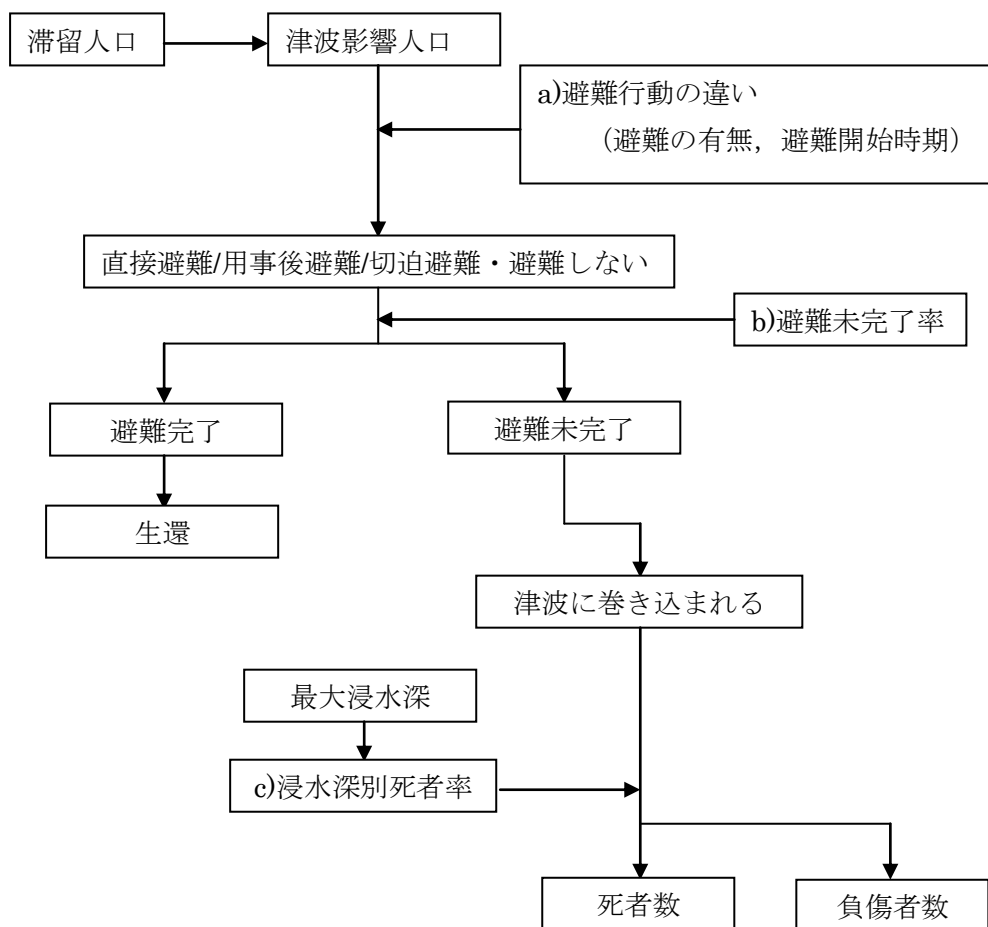 滞留人口
津波影響人口
a)避難行動の違い
（避難の有無，避難開始時期）
直接避難/用事後避難/切迫避難・避難しない
b)避難未完了率
避難完了
避難未完了
生還
津波に巻き込まれる
最大浸水深
c)浸水深別死者率
死者数
負傷者数